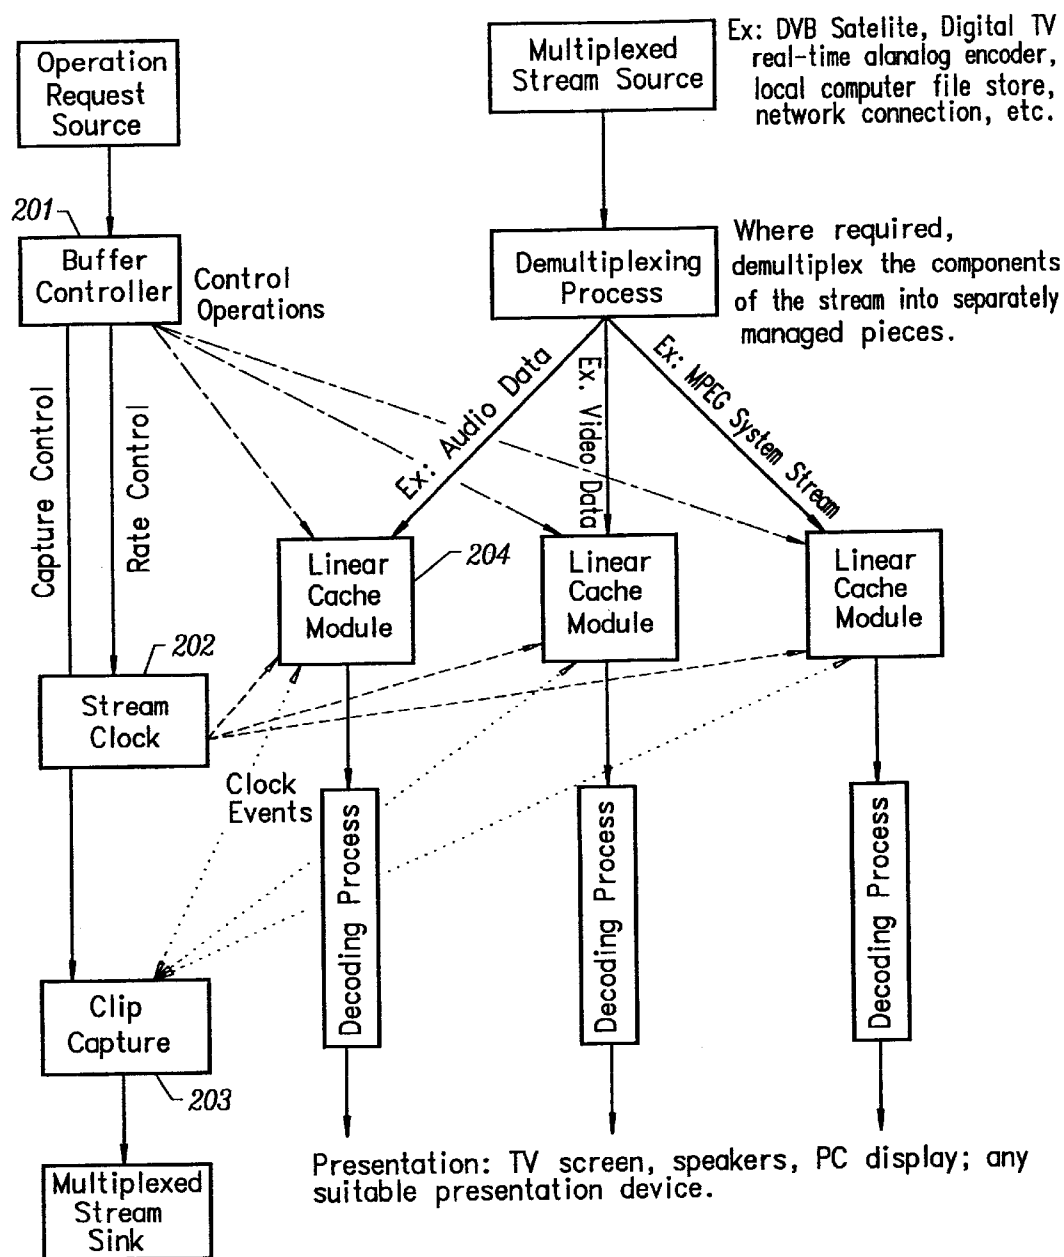 Operation
Request
Source
Multiplexed
Stream Source
Ex: DVB Satelite, Digital TV
real-time alanalog encoder,
local computer file store,
network connection, etc.
201
Buffer
Controller
Control
Operations
Demultiplexing
Process
Where required,
demultiplex the components
of the stream into separately
managed pieces.
Capture Control
Rate Control
Ex: Audio Data
Ex. Video Data
Ex: MPEG System Stream
Linear
Cache
Module
204
Linear
Cache
Module
Linear
Cache
Module
202
Stream
Clock
Clock
Events
Decoding Process
Decoding Process
Decoding Process
Clip
Capture
203
Multiplexed
Stream
Sink
Presentation: TV screen, speakers, PC display; any
suitable presentation device.